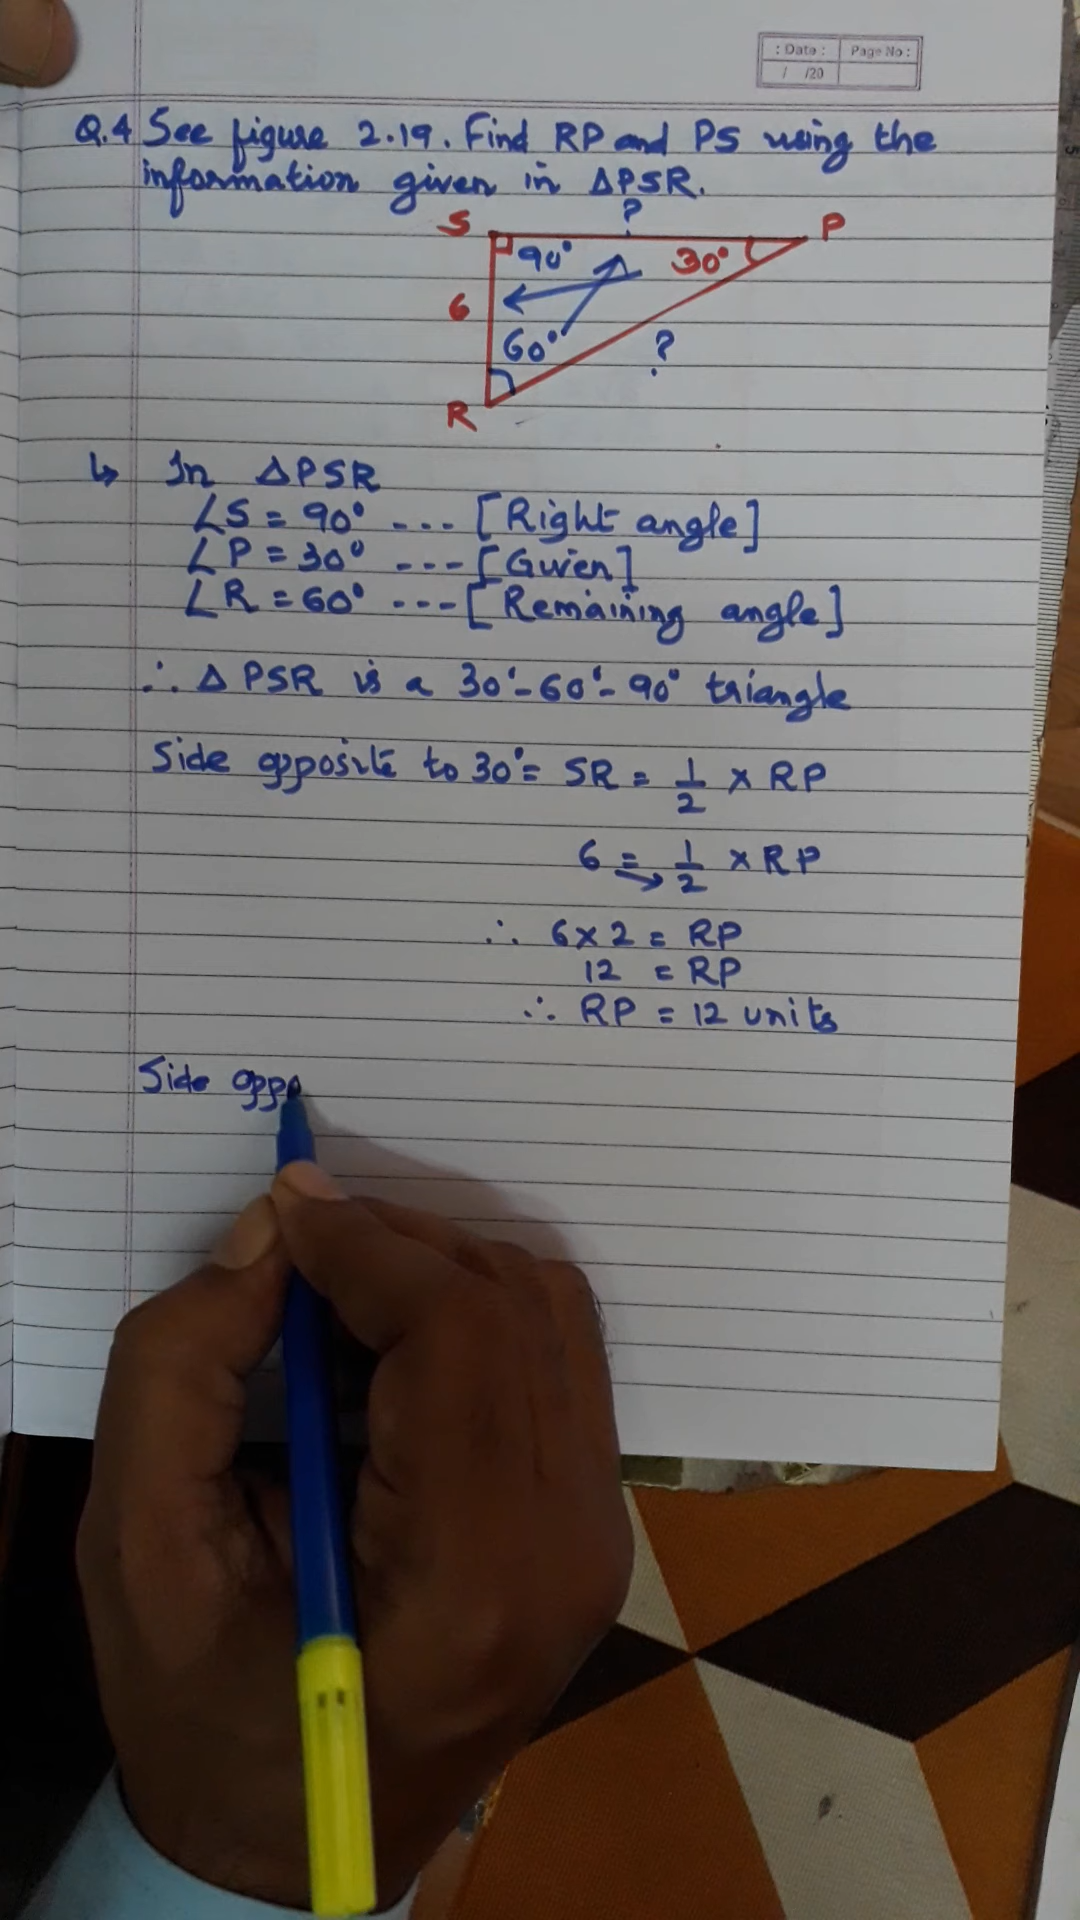 : Date :
Page No :
/ /20
Q.4 See figure 2.19. Find RP and PS using the
information given in ΔPSR.
?
S
P
90°
30°
6
60°
?
R
↳ In ΔPSR
∠S = 90° --- [Right angle]
∠P = 30° --- [Given]
∠R = 60° --- [Remaining angle]
∴ Δ PSR is a 30°-60°-90° triangle
Side opposite to 30° = SR = 1/2 × RP
6 = 1/2 × RP
∴ 6 × 2 = RP
12 = RP
∴ RP = 12 units
Side oppo